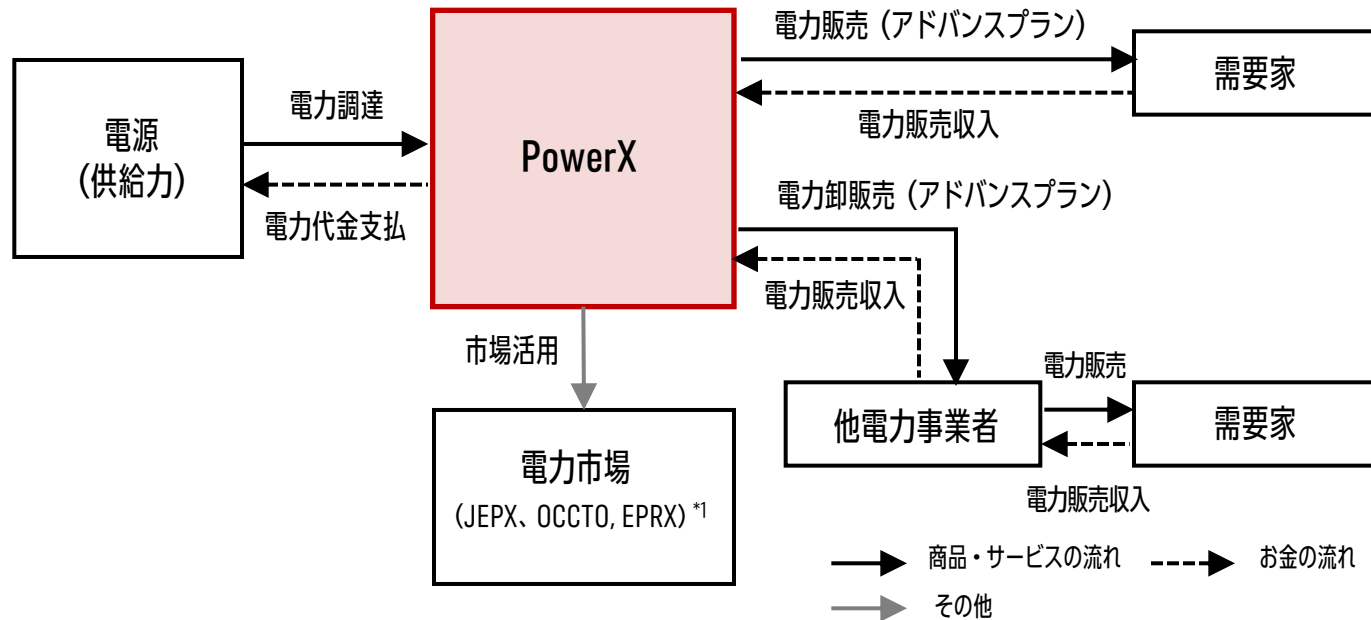 電力販売（アドバンスプラン）
需要家
電力販売収入
電力調達
電源
（供給力）
電力代金支払
PowerX
電力卸販売（アドバンスプラン）
電力販売収入
市場活用
電力市場
（JEPX、OCCTO, EPRX）*1
他電力事業者
電力販売
需要家
電力販売収入
商品・サービスの流れ
お金の流れ
その他